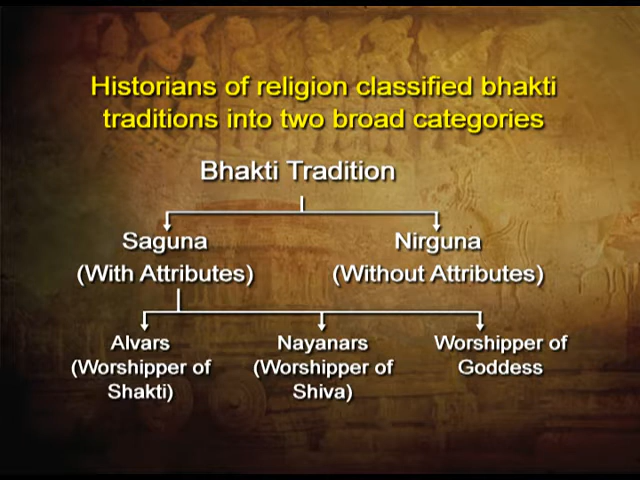 Historians of religion classified bhakti
traditions into two broad categories
Bhakti Tradition
Saguna
(With Attributes)
Nirguna
(Without Attributes)
Alvars
(Worshipper of
Shakti)
Nayanars
(Worshipper of
Shiva)
Worshipper of
Goddess